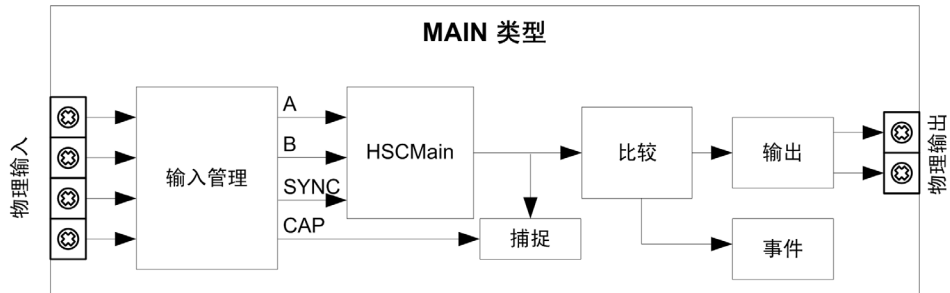 MAIN 类型
物理输入
输入管理
A
B
SYNC
CAP
HSCMain
捕捉
比较
输出
事件
物理输出